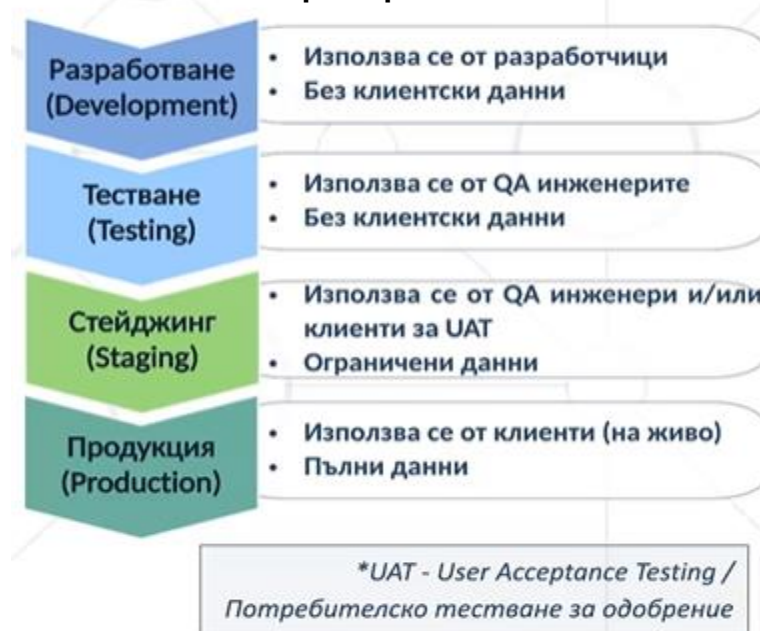 Разработване
(Development)
• Използва се от разработчици
• Без клиентски данни
Тестване
(Testing)
• Използва се от QA инженерите
• Без клиентски данни
Стейджинг
(Staging)
• Използва се от QA инженери и/или
клиенти за UAT
• Ограничени данни
Продукция
(Production)
• Използва се от клиенти (на живо)
• Пълни данни
*UAT - User Acceptance Testing /
Потребителско тестване за одобрение